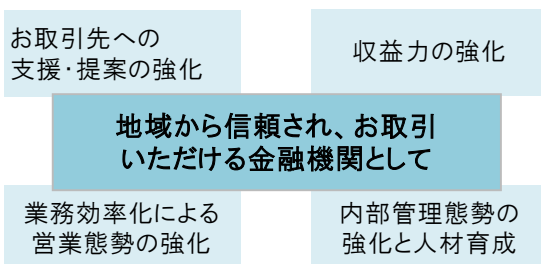 お取引先への
支援・提案の強化
収益力の強化
地域から信頼され、お取引
いただける金融機関として
業務効率化による
営業態勢の強化
内部管理態勢の
強化と人材育成